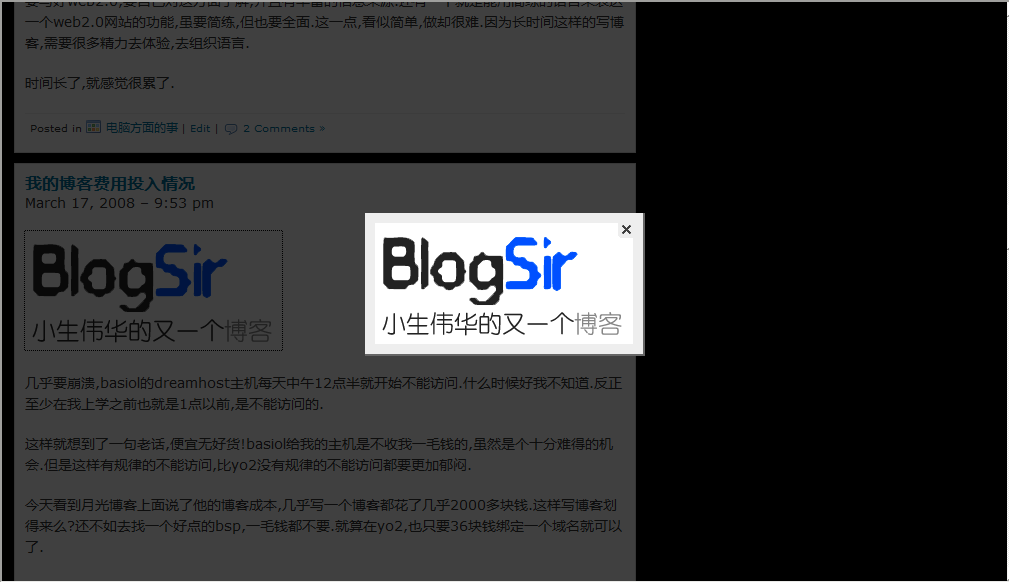 一个web2.0网站的功能,虽要简练,但也要全面.这一点,看似简单,做却很难.因为长时间这样的写博
客,需要很多精力去体验,去组织语言.
时间长了,就感觉很累了.
Posted in 电脑方面的事 | Edit | 2 Comments »
我的博客费用投入情况
March 17, 2008 – 9:53 pm
BlogSir
小生伟华的又一个博客
BlogSir
小生伟华的又一个博客
几乎要崩溃,basiol的dreamhost主机每天中午12点半就开始不能访问.什么时候好我不知道.反正
至少在我上学之前也就是1点以前,是不能访问的.
这样就想到了一句老话,便宜无好货!basiol给我的主机是不收我一毛钱的,虽然是个十分难得的机
会.但是这样有规律的不能访问,比yo2没有规律的不能访问都要更加郁闷.
今天看到月光博客上面说了他的博客成本,几乎写一个博客都花了几乎2000多块钱.这样写博客划
得来么?还不如去找一个好点的bsp,一毛钱都不要.就算在yo2,也只要36块钱绑定一个域名就可以
了.